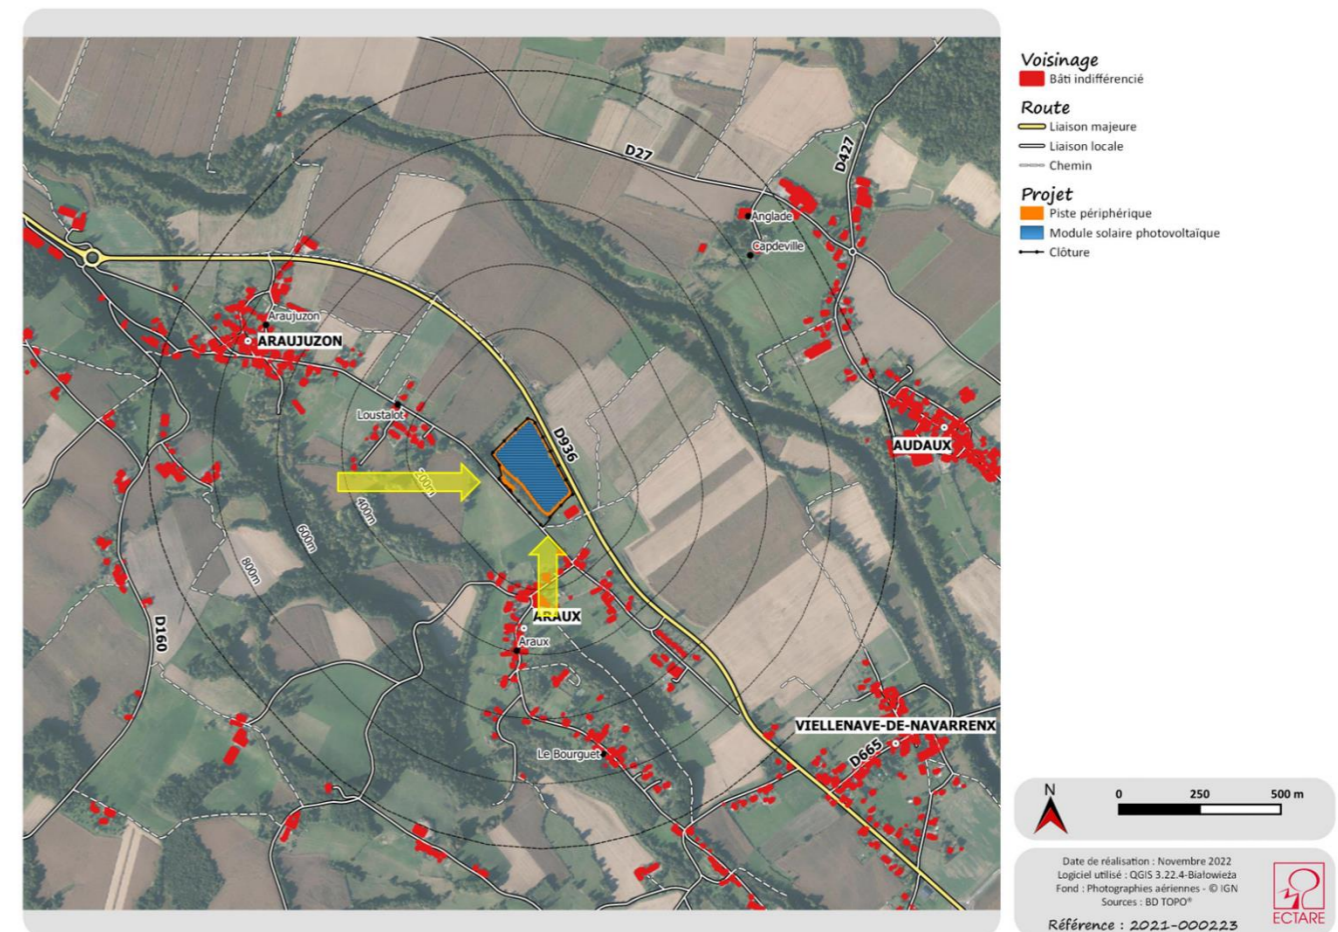 Voisinage
Bâti indifférencié
Route
Liaison majeure
Liaison locale
Chemin
Projet
Piste périphérique
Module solaire photovoltaïque
Clôture
D27
D427
Anglade
Capdeville
Araujuzon
ARAUJUZON
Loustalot
D936
AUDAUX
200m
400m
600m
800m
ARAUX
Araux
D160
VIELLENAVE-DE-NAVARRENX
D665
Le Bourguet
N
0 250 500 m
Date de réalisation : Novembre 2022
Logiciel utilisé : QGIS 3.22.4-Białowieża
Fond : Photographies aériennes - © IGN
Sources : BD TOPO®
Référence : 2021-000223
ECTARE